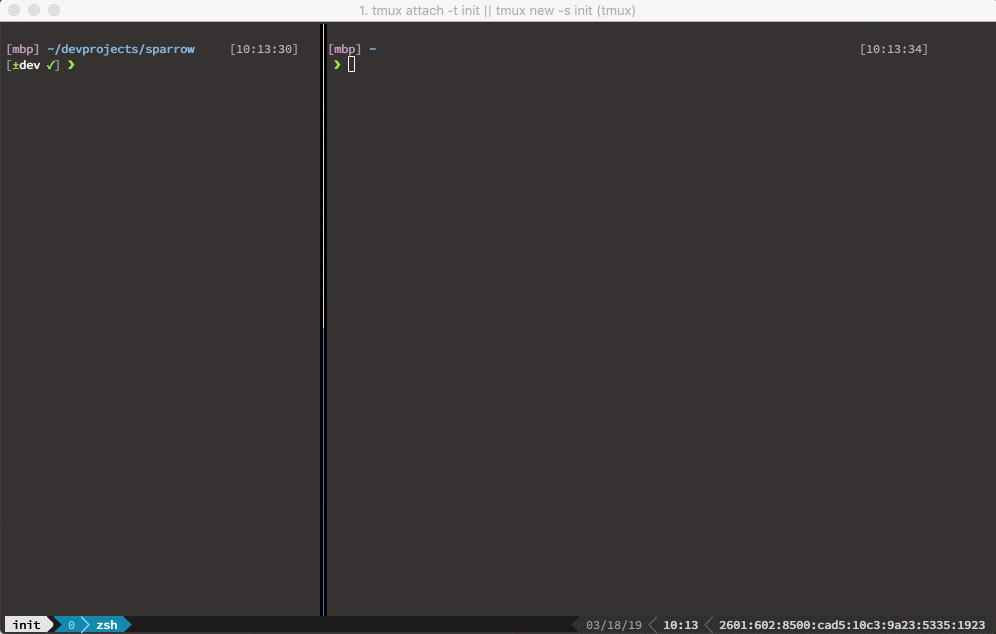 1. tmux attach -t init || tmux new -s init (tmux)
[mbp] ~/devprojects/sparrow [10:13:30]
[±dev ✓] ❯
[mbp] ~ [10:13:34]
❯
init 0 zsh 03/18/19 10:13 2601:602:8500:cad5:10c3:9a23:5335:1923